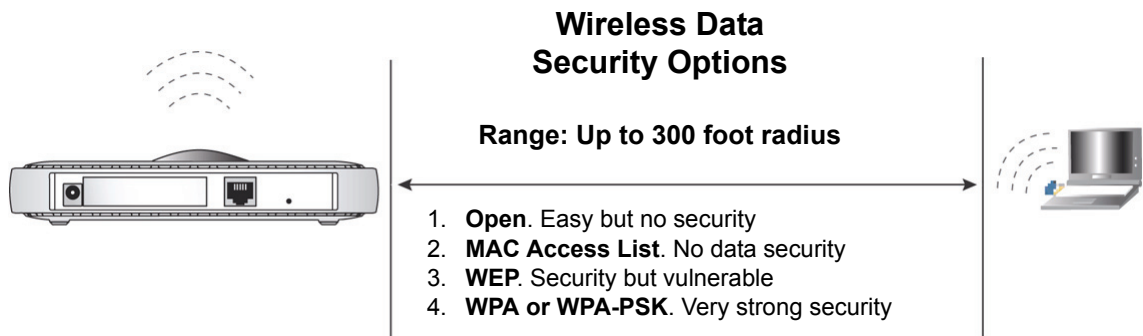 Wireless Data
Security Options
Range: Up to 300 foot radius
1. Open. Easy but no security
2. MAC Access List. No data security
3. WEP. Security but vulnerable
4. WPA or WPA-PSK. Very strong security